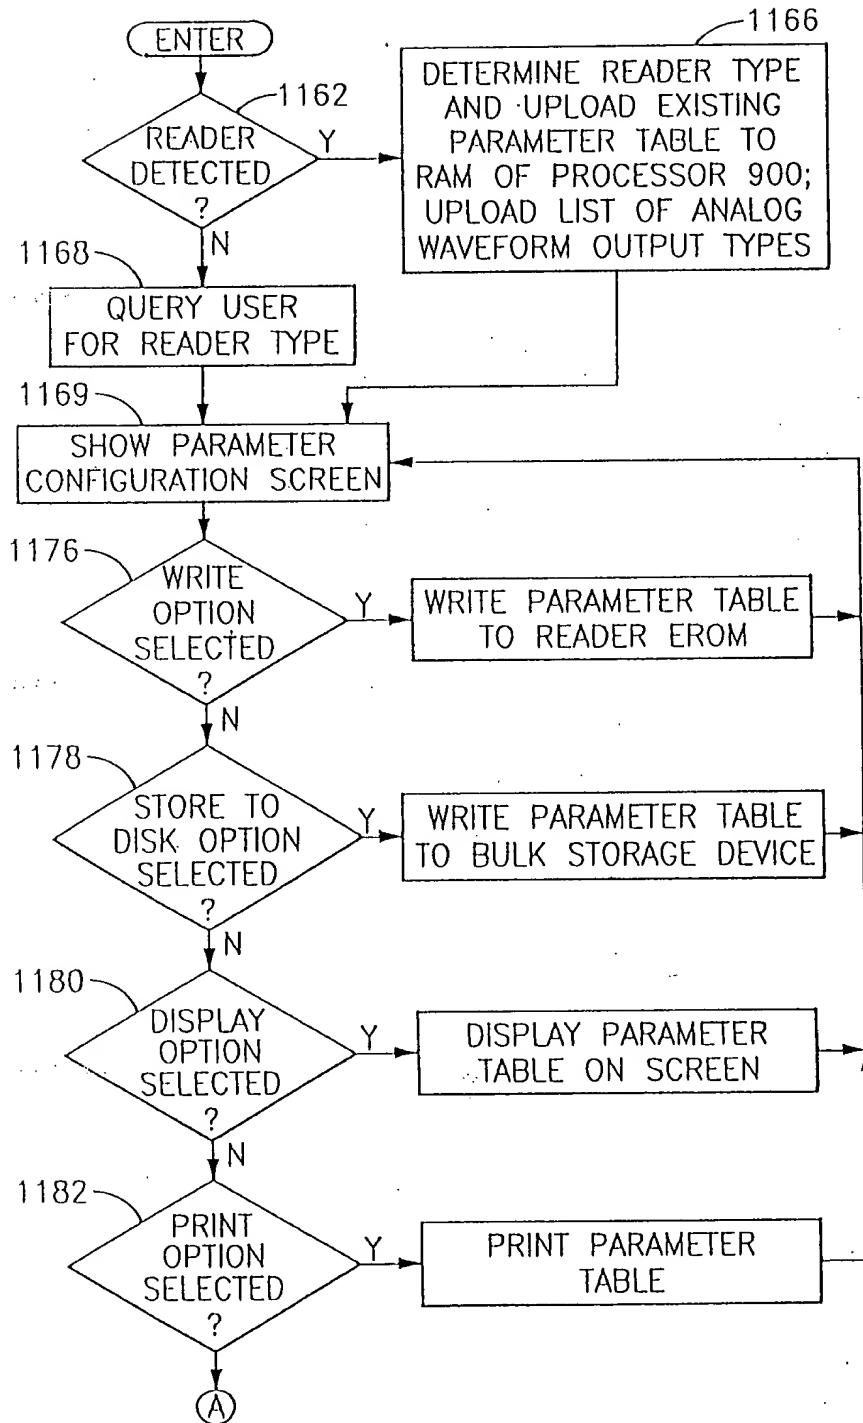 ENTER
1166
1162
READER
DETECTED
?
Y
N
DETERMINE READER TYPE
AND UPLOAD EXISTING
PARAMETER TABLE TO
RAM OF PROCESSOR 900;
UPLOAD LIST OF ANALOG
WAVEFORM OUTPUT TYPES
1168
QUERY USER
FOR READER TYPE
1169
SHOW PARAMETER
CONFIGURATION SCREEN
1176
WRITE
OPTION
SELECTED
?
Y
N
WRITE PARAMETER TABLE
TO READER EROM
1178
STORE TO
DISK OPTION
SELECTED
?
Y
N
WRITE PARAMETER TABLE
TO BULK STORAGE DEVICE
1180
DISPLAY
OPTION
SELECTED
?
Y
N
DISPLAY PARAMETER
TABLE ON SCREEN
1182
PRINT
OPTION
SELECTED
?
Y
PRINT PARAMETER
TABLE
A